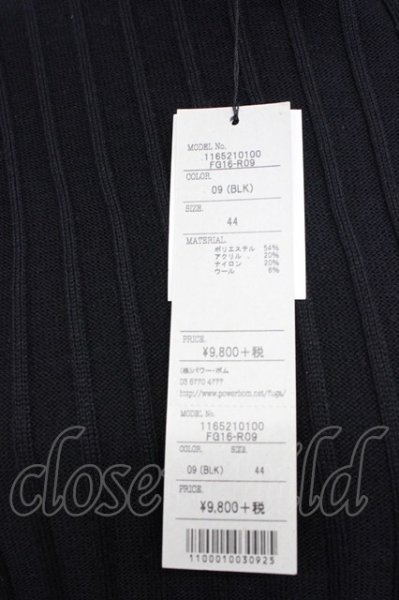 MODEL No.
1165210100
FG16-R09
COLOR.
09 (BLK)
SIZE.
44
MATERIAL.
ポリエステル 54%
アクリル 20%
ナイロン 20%
ウール 6%
PRICE.
¥9,800+税
(株)パワー・ボム
03 6770 4777
http://www.powerbom.net/fuga/
MODEL No.
1165210100
FG16-R09
COLOR. SIZE.
09 (BLK) 44
PRICE.
¥9,800+税
1100010030925